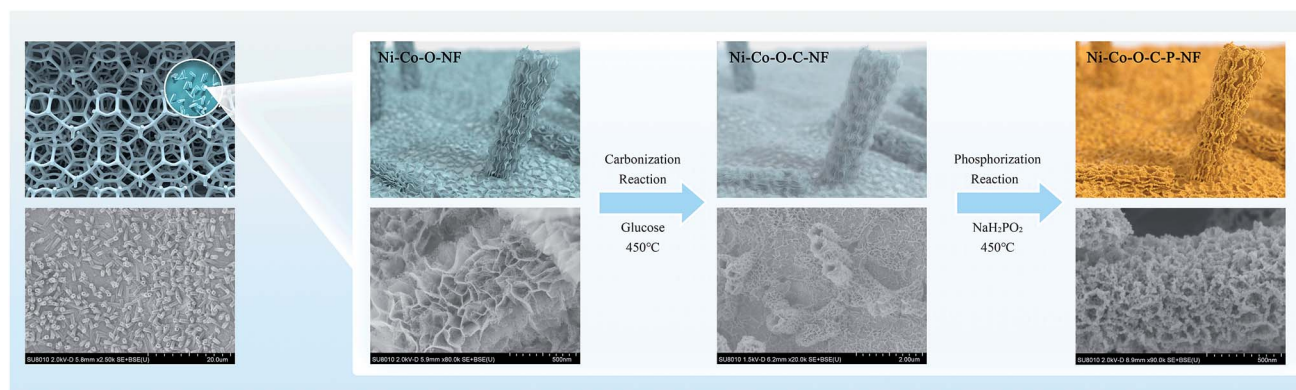 Ni-Co-O-NF
Ni-Co-O-C-NF
Ni-Co-O-C-P-NF
Carbonization
Reaction
Glucose
450℃
Phosphorization
Reaction
NaH₂PO₂
450℃
SU8010 2.0kV-D 5.8mm x2.50k SE+BSE(U) 20.0um
SU8010 2.0kV-D 5.9mm x80.0k SE+BSE(U) 500nm
SU8010 1.5kV-D 6.2mm x20.0k SE+BSE(U) 2.00um
SU8010 2.0kV-D 8.9mm x90.0k SE+BSE(U) 500nm